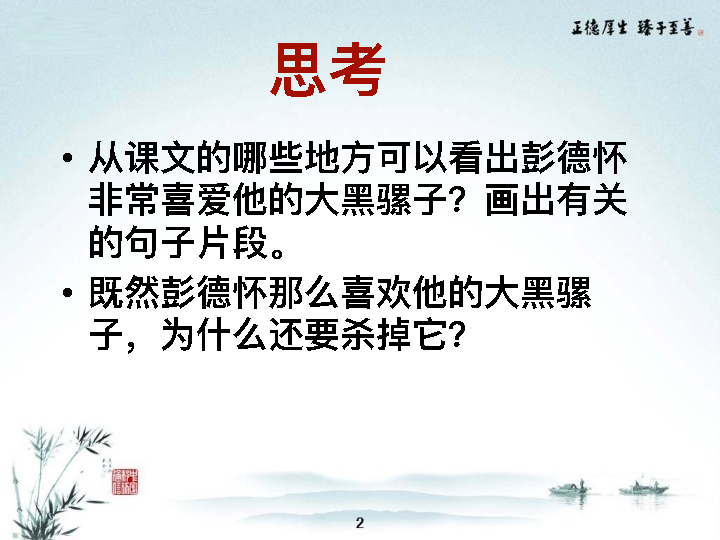 正德厚生 臻于至善
思考
• 从课文的哪些地方可以看出彭德怀
非常喜爱他的大黑骡子？画出有关
的句子片段。
• 既然彭德怀那么喜欢他的大黑骡
子，为什么还要杀掉它？
2